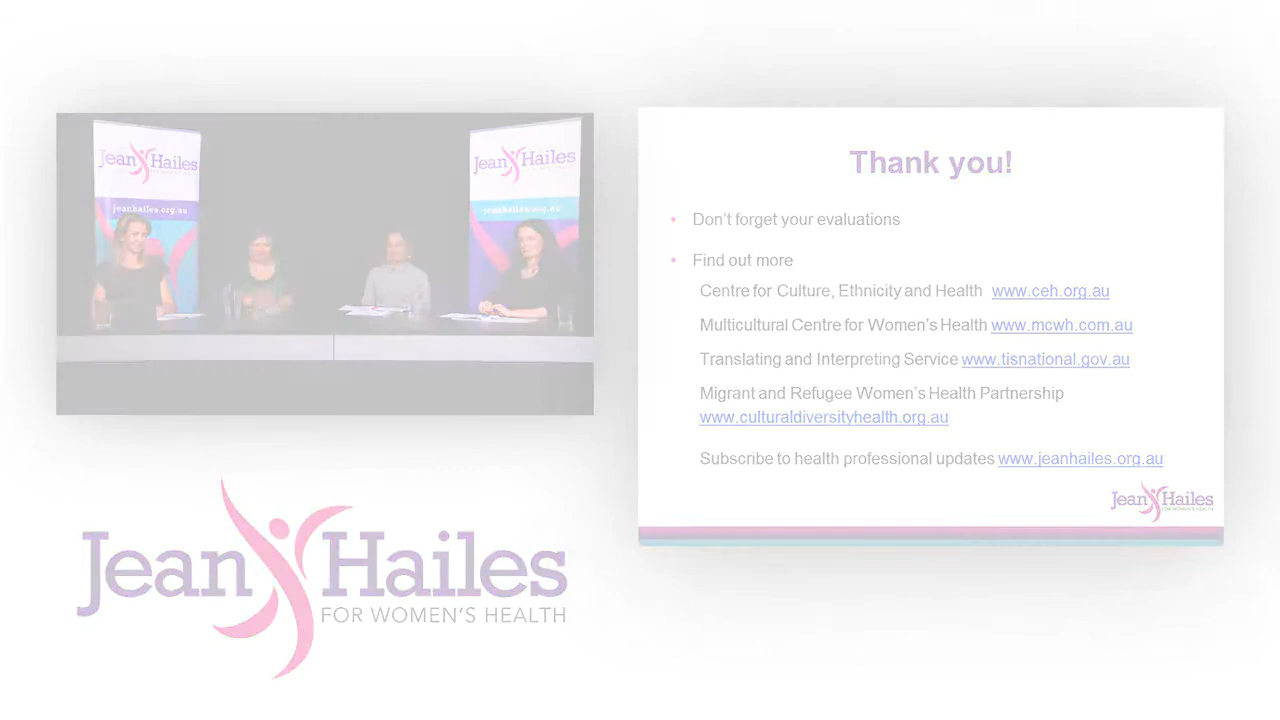 Jean Hailes
jeanhailes.org.au
Jean Hailes
jeanhailes.org.au
Thank you!
• Don't forget your evaluations
• Find out more
Centre for Culture, Ethnicity and Health www.ceh.org.au
Multicultural Centre for Women's Health www.mcwh.com.au
Translating and Interpreting Service www.tisnational.gov.au
Migrant and Refugee Women's Health Partnership
www.culturaldiversityhealth.org.au
Subscribe to health professional updates www.jeanhailes.org.au
Jean Hailes
FOR WOMEN'S HEALTH
Jean Hailes
FOR WOMEN'S HEALTH